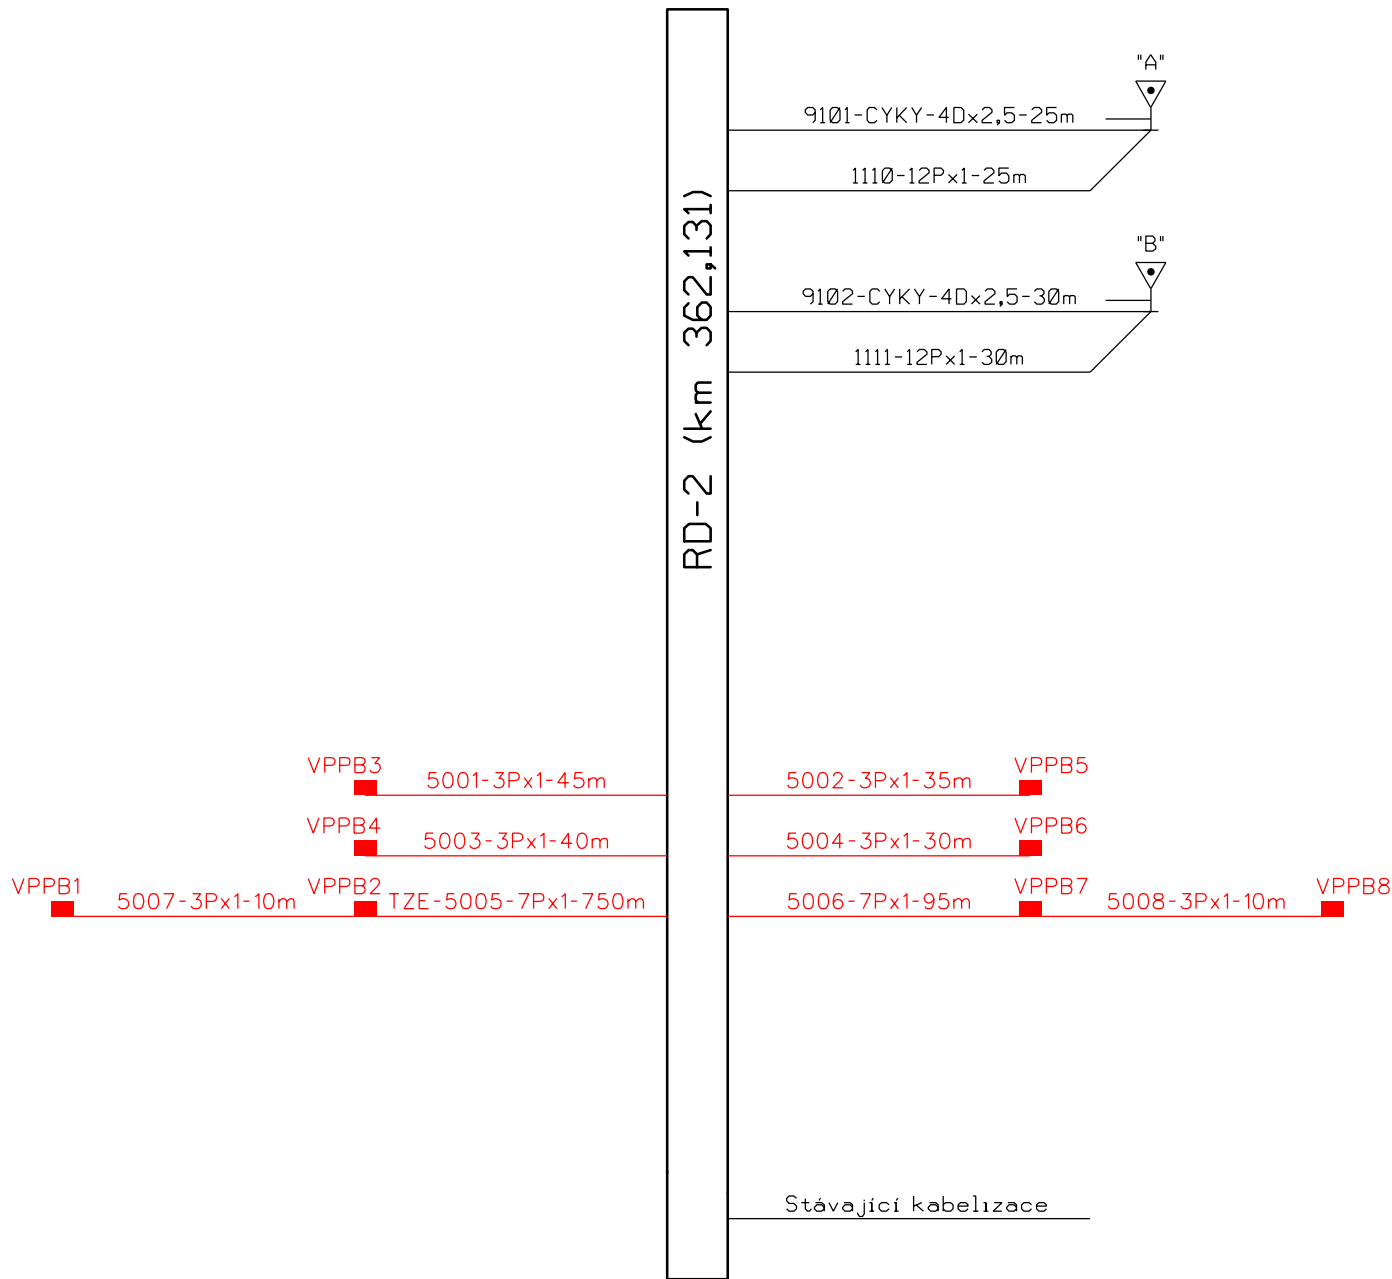 "A"
9101-CYKY-4Dx2,5-25m
1110-12Px1-25m
"B"
9102-CYKY-4Dx2,5-30m
1111-12Px1-30m
RD-2 (km 362,131)
VPPB3
5001-3Px1-45m
5002-3Px1-35m
VPPB5
VPPB4
5003-3Px1-40m
5004-3Px1-30m
VPPB6
VPPB1
5007-3Px1-10m
VPPB2
TZE-5005-7Px1-750m
5006-7Px1-95m
VPPB7
5008-3Px1-10m
VPPB8
Stávající kabelizace